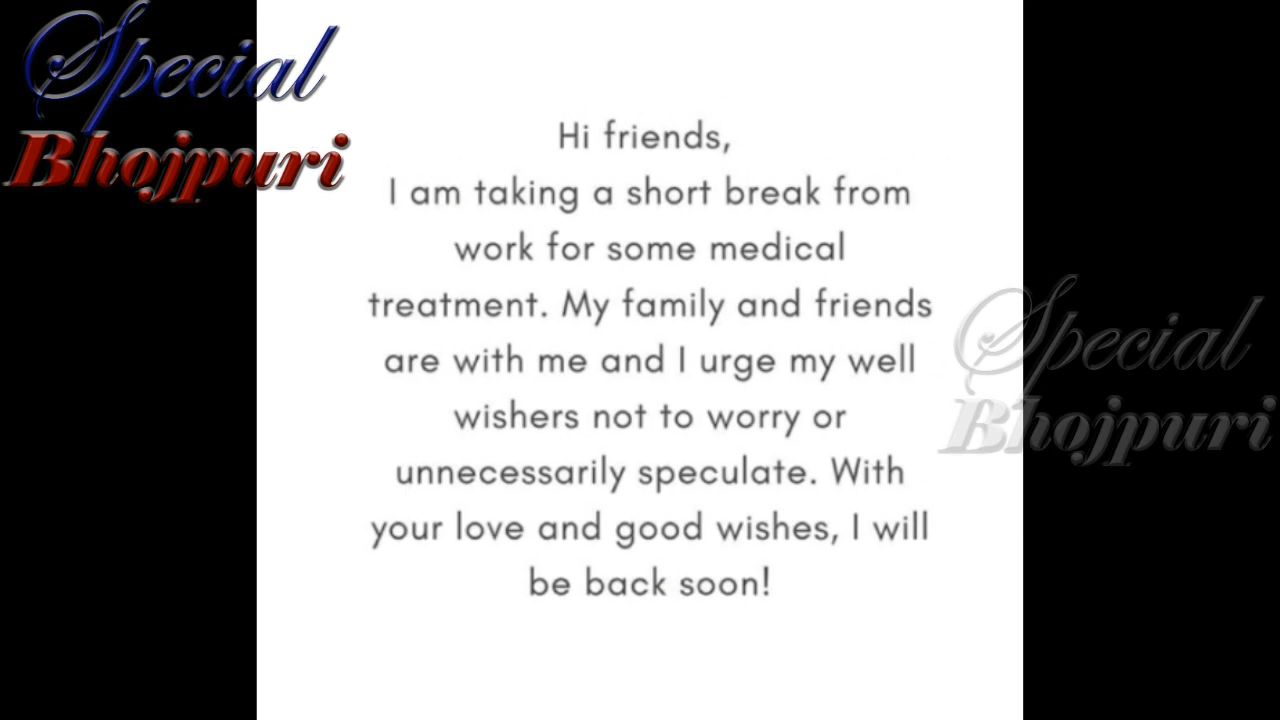 Special
Bhojpuri
Hi friends,
I am taking a short break from
work for some medical
treatment. My family and friends
are with me and I urge my well
wishers not to worry or
unnecessarily speculate. With
your love and good wishes, I will
be back soon!
Special
Bhojpuri